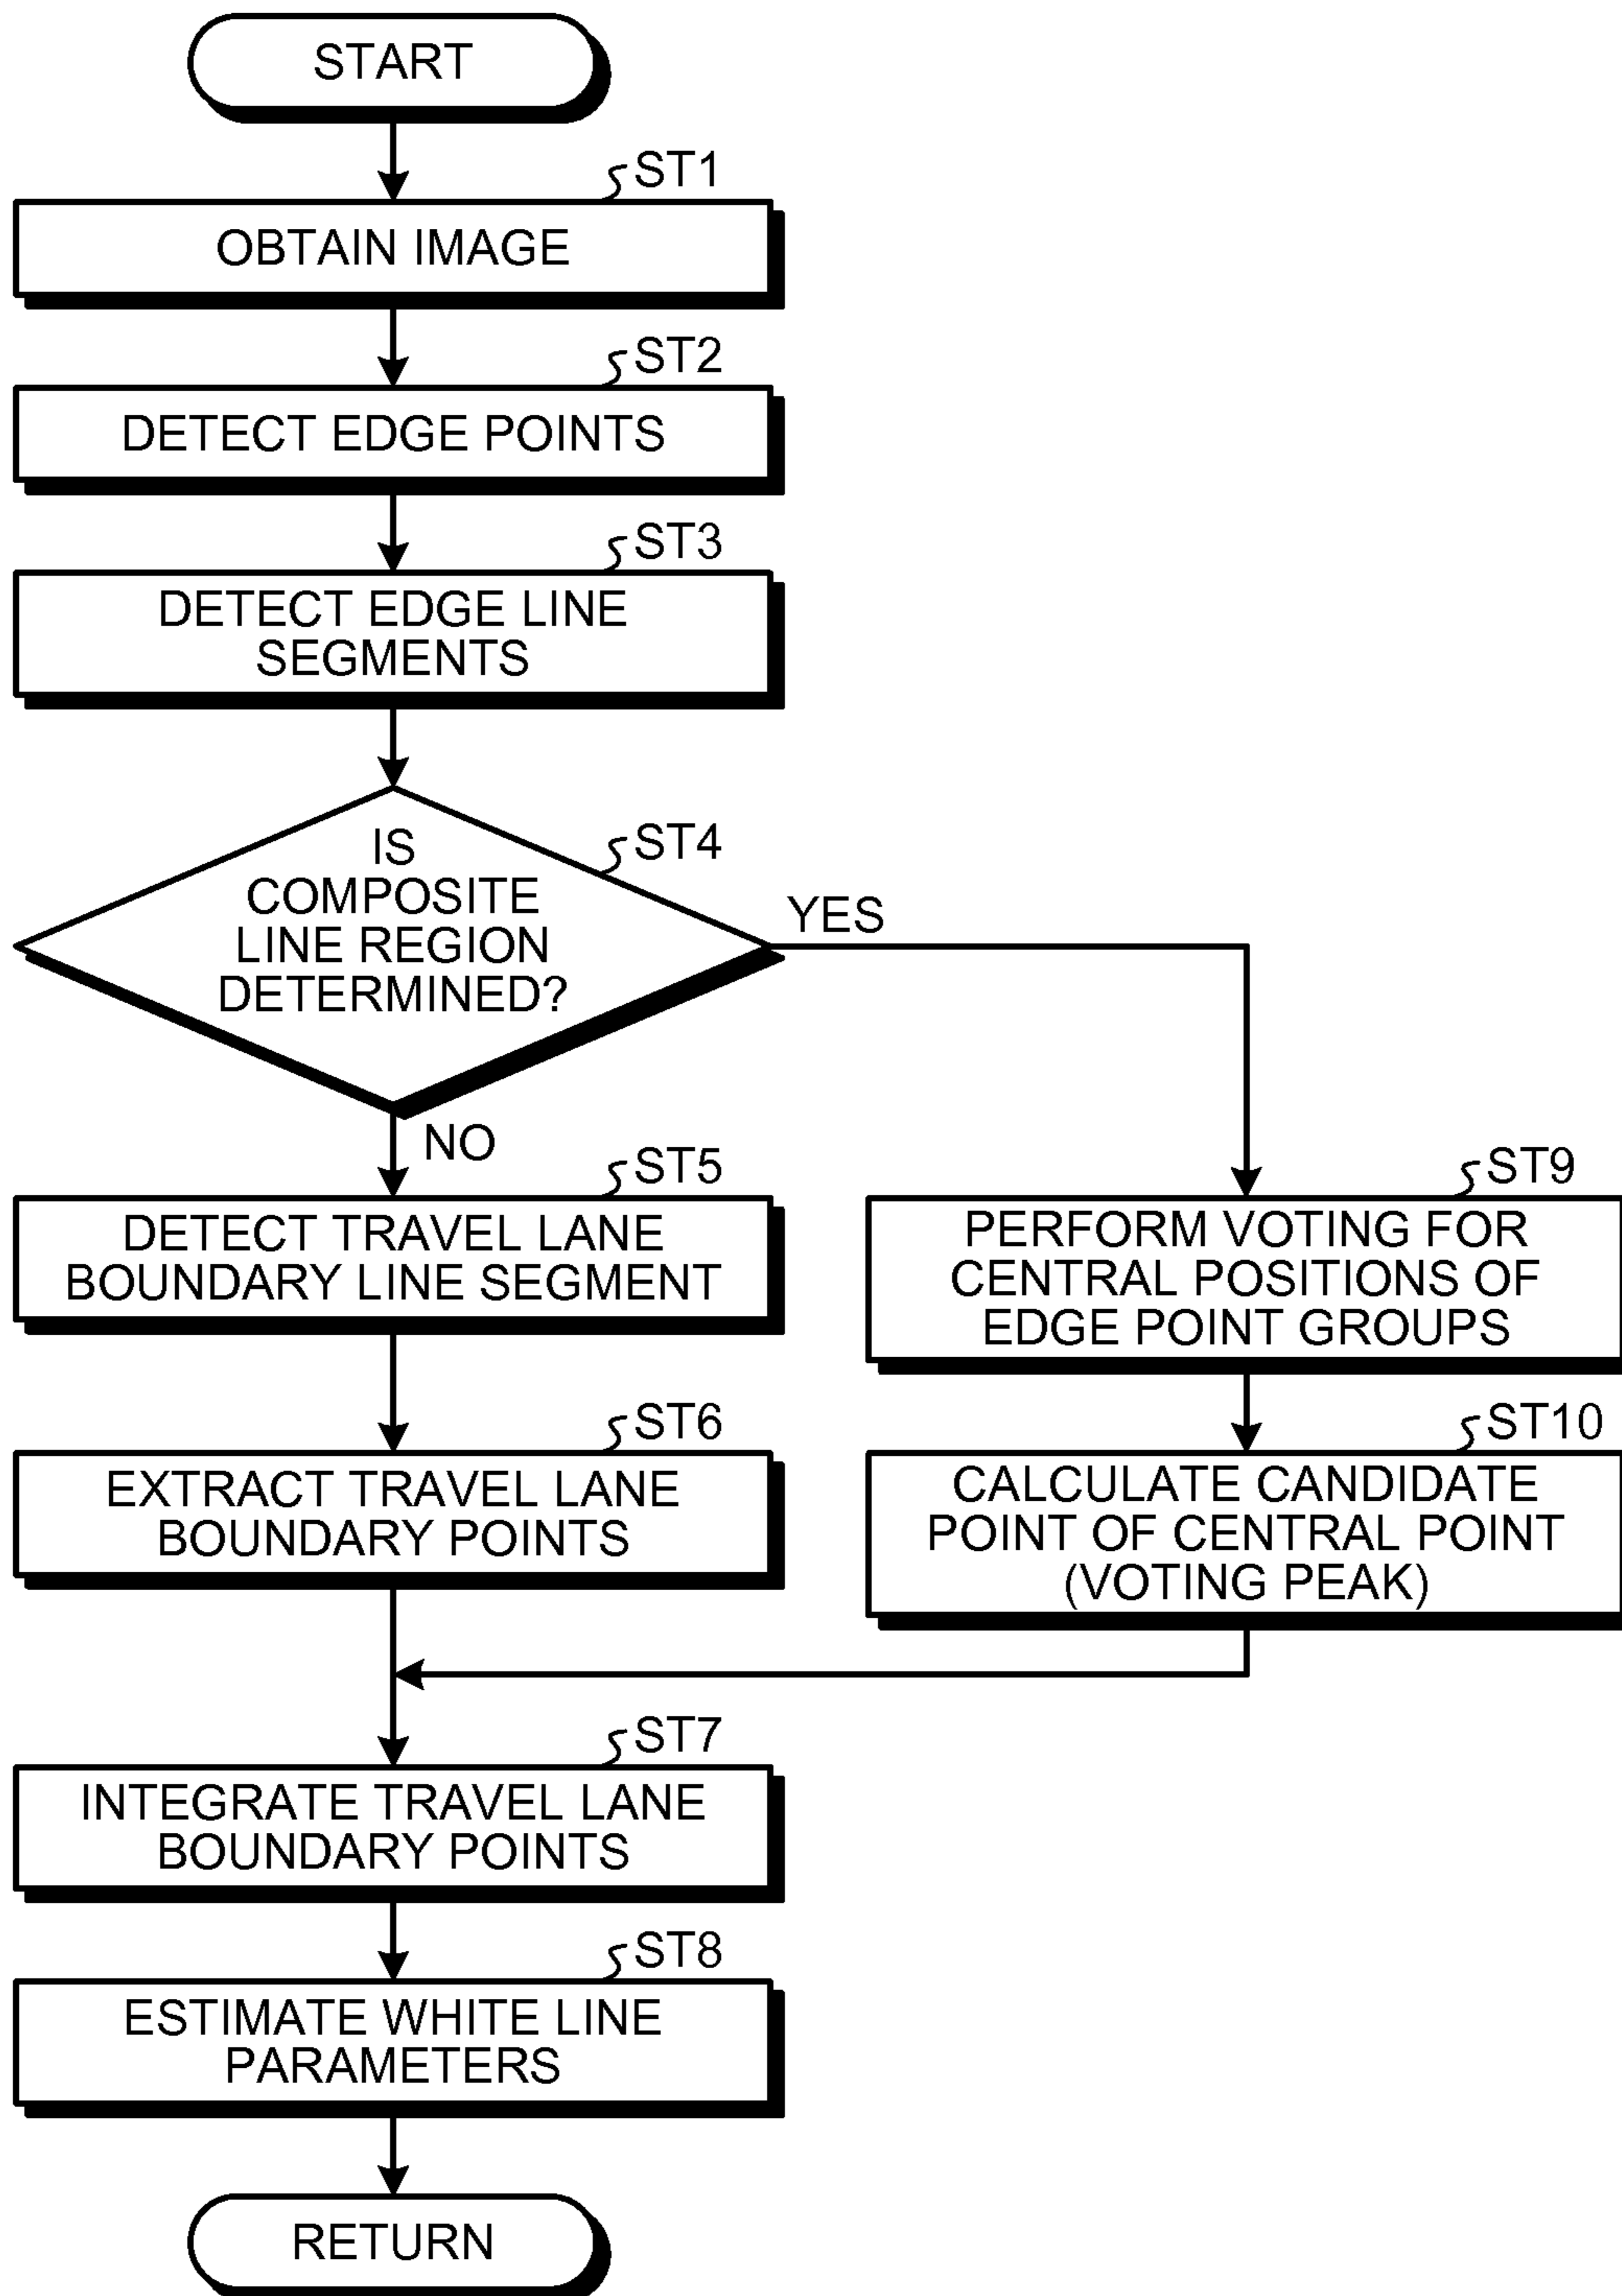 START
ST1
OBTAIN IMAGE
ST2
DETECT EDGE POINTS
ST3
DETECT EDGE LINE
SEGMENTS
ST4
IS
COMPOSITE
LINE REGION
DETERMINED?
YES
NO
ST5
DETECT TRAVEL LANE
BOUNDARY LINE SEGMENT
ST6
EXTRACT TRAVEL LANE
BOUNDARY POINTS
ST9
PERFORM VOTING FOR
CENTRAL POSITIONS OF
EDGE POINT GROUPS
ST10
CALCULATE CANDIDATE
POINT OF CENTRAL POINT
(VOTING PEAK)
ST7
INTEGRATE TRAVEL LANE
BOUNDARY POINTS
ST8
ESTIMATE WHITE LINE
PARAMETERS
RETURN